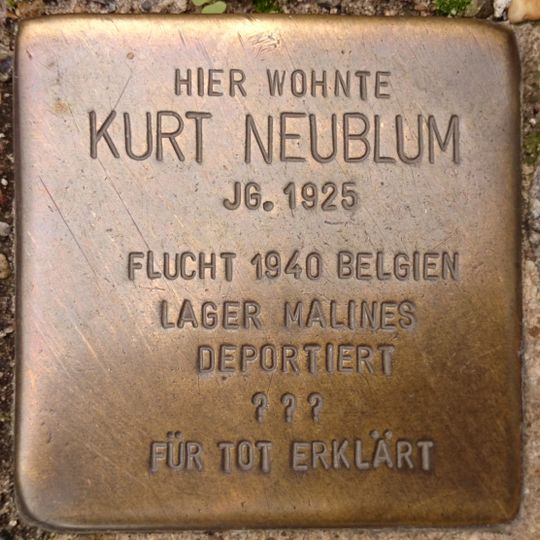 HIER WOHNTE
KURT NEUBLUM
JG. 1925
FLUCHT 1940 BELGIEN
LAGER MALINES
DEPORTIERT
? ? ?
FÜR TOT ERKLÄRT